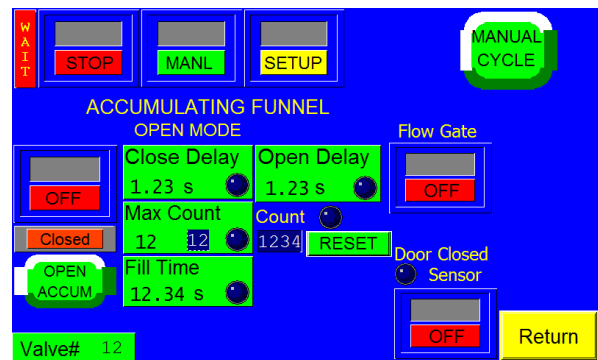 WAIT
STOP
MANL
SETUP
MANUAL
CYCLE
ACCUMULATING FUNNEL
OPEN MODE
Flow Gate
Close Delay
1.23 s
Open Delay
1.23 s
OFF
OFF
Max Count
12 12
Count
1234
RESET
Closed
Door Closed
Sensor
OPEN
ACCUM
Fill Time
12.34 s
OFF
Return
Valve# 12